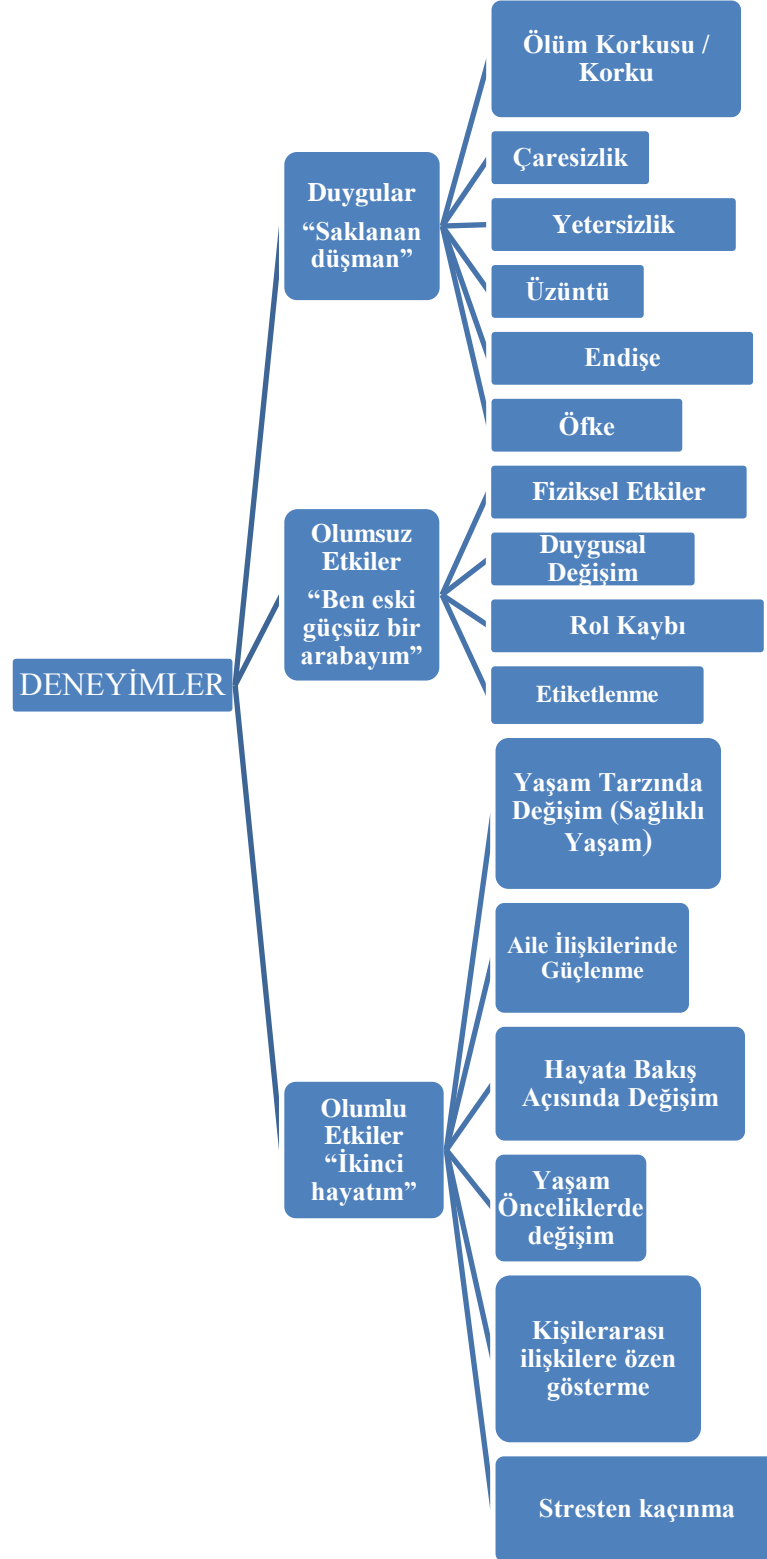 DENEYİMLER
Duygular
“Saklanan
düşman”
Ölüm Korkusu /
Korku
Çaresizlik
Yetersizlik
Üzüntü
Endişe
Öfke
Olumsuz
Etkiler
“Ben eski
güçsüz bir
arabayım”
Fiziksel Etkiler
Duygusal
Değişim
Rol Kaybı
Etiketlenme
Olumlu
Etkiler
“İkinci
hayatım”
Yaşam Tarzında
Değişim (Sağlıklı
Yaşam)
Aile İlişkilerinde
Güçlenme
Hayata Bakış
Açısında Değişim
Yaşam
Önceliklerde
değişim
Kişilerarası
ilişkilere özen
gösterme
Stresten kaçınma